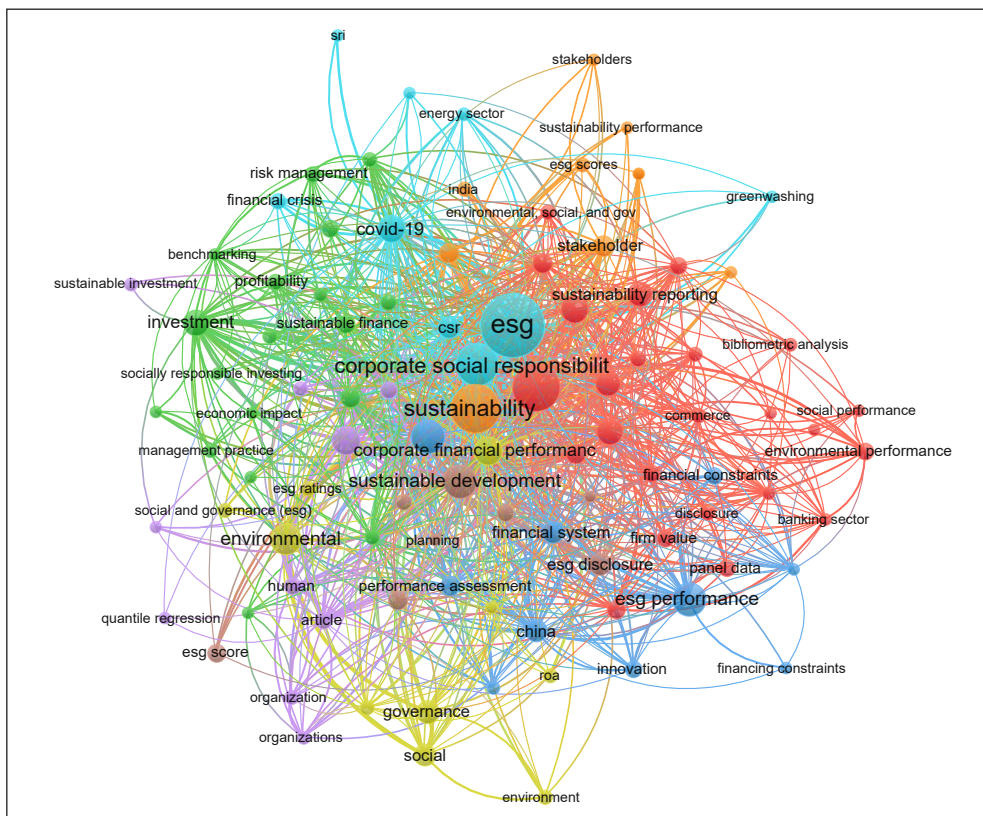 sri
stakeholders
energy sector
sustainability performance
esg scores
risk management
india
financial crisis
greenwashing
environmental, social, and gov
covid-19
stakeholder
benchmarking
sustainable investment
profitability
sustainability reporting
investment
sustainable finance
csr
esg
bibliometric analysis
corporate social responsibilit
socially responsible investing
economic impact
sustainability
commerce
social performance
management practice
corporate financial performanc
environmental performance
sustainable development
financial constraints
esg ratings
social and governance (esg)
disclosure
banking sector
environmental
planning
financial system
firm value
esg disclosure
panel data
human
performance assessment
esg performance
quantile regression
article
china
esg score
roa
innovation
financing constraints
organization
governance
organizations
social
environment